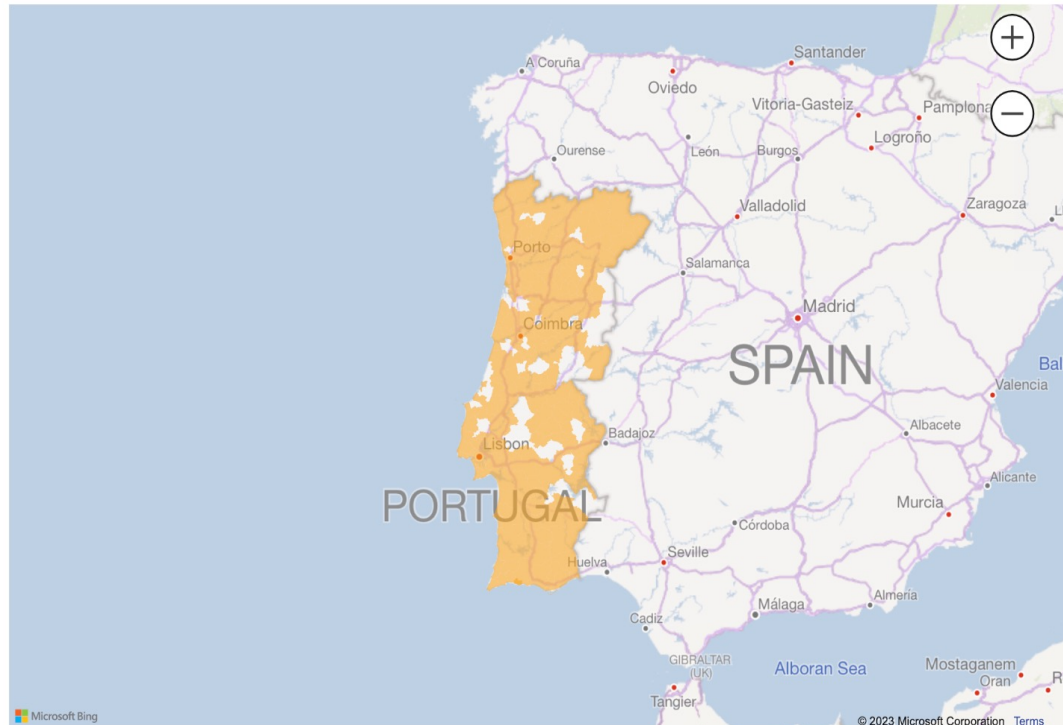 +
Santander
A Coruña
Oviedo
Vitoria-Gasteiz
Pamplona
−
Logroño
Ourense
León
Burgos
Valladolid
Zaragoza
Porto
Salamanca
Madrid
Coimbra
SPAIN
Bal
Valencia
Albacete
Badajoz
Lisbon
Alicante
PORTUGAL
Murcia
Córdoba
Seville
Huelva
Almería
Málaga
Cadiz
GIBRALTAR
(UK)
Alboran Sea
Mostaganem
Oran
R
Tangier
Microsoft Bing
© 2023 Microsoft Corporation Terms